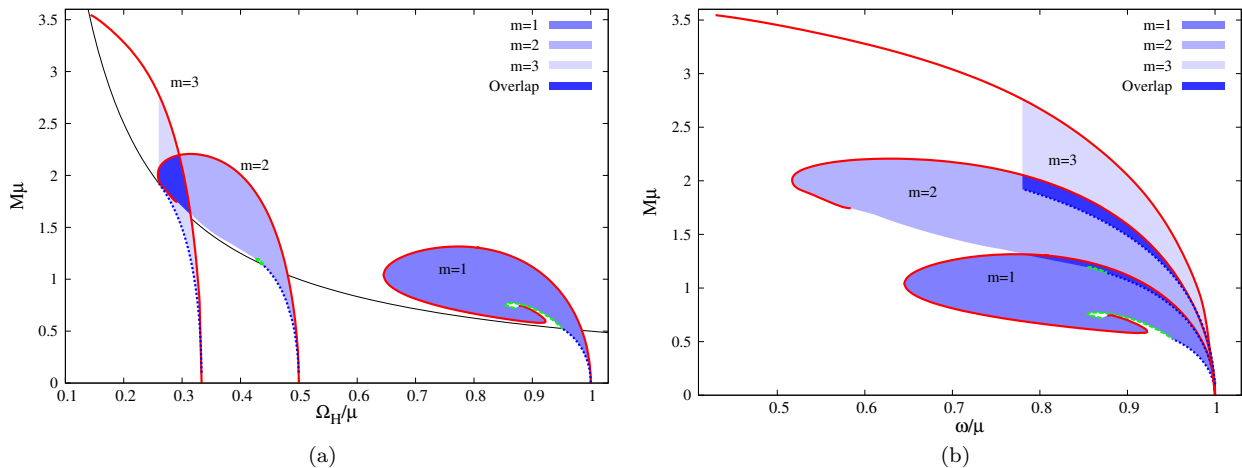 3.5
3
2.5
2
1.5
1
0.5
0
Mμ
0.1 0.2 0.3 0.4 0.5 0.6 0.7 0.8 0.9 1
Ω_H/μ
m=1
m=2
m=3
Overlap
m=3
m=2
m=1
(a)
3.5
3
2.5
2
1.5
1
0.5
0
Mμ
0.5 0.6 0.7 0.8 0.9 1
ω/μ
m=1
m=2
m=3
Overlap
m=3
m=2
m=1
(b)